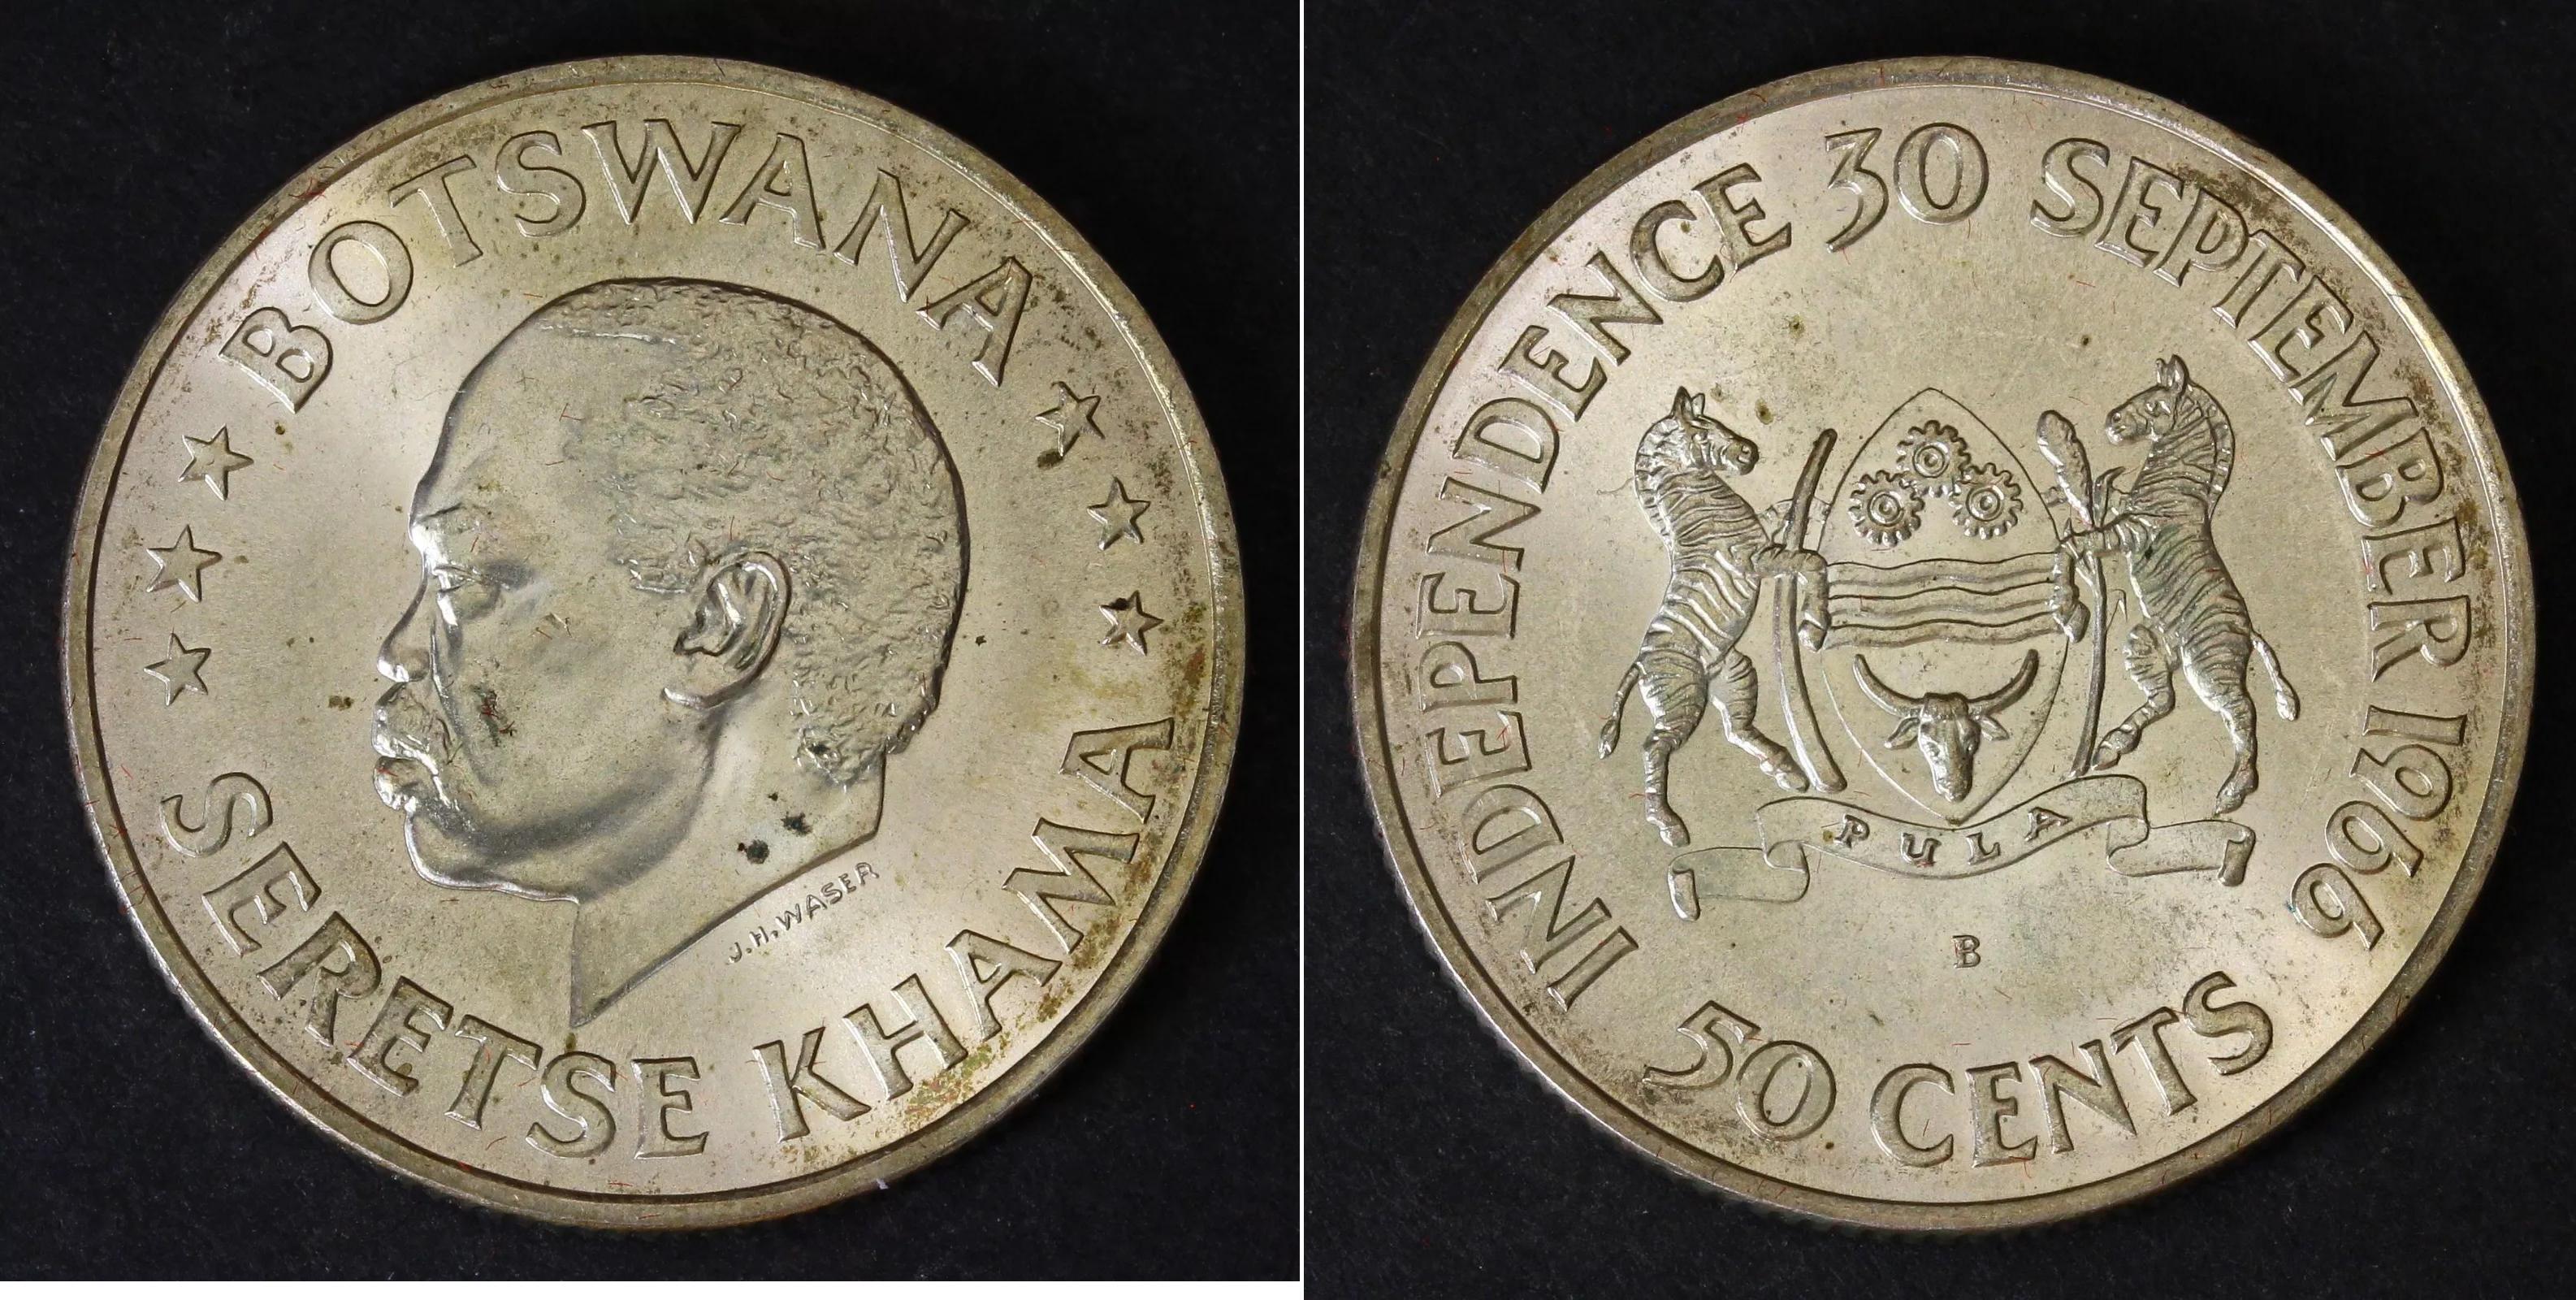 BOTSWANA
SERETSE KHAMA
J.H.WASER
INDEPENDENCE 30 SEPTEMBER 1966
PULA
B
50 CENTS